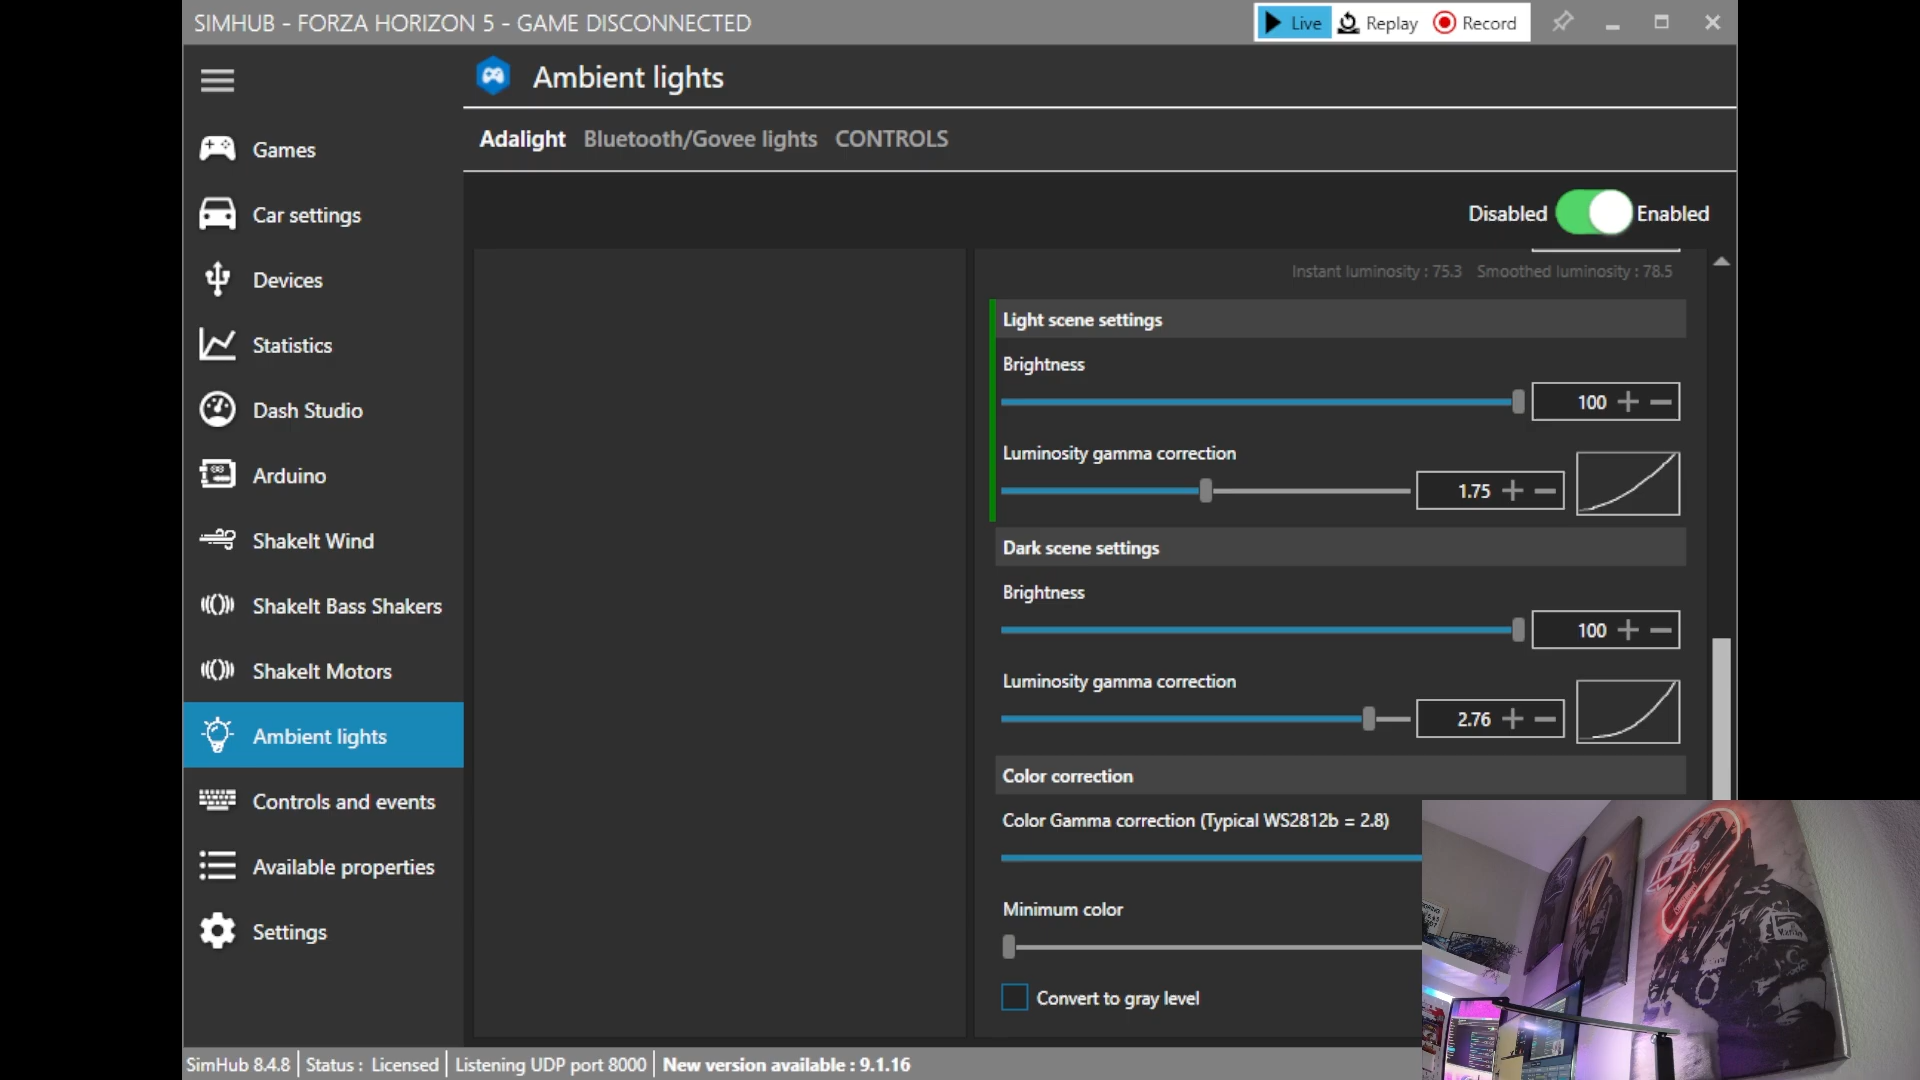 SIMHUB - FORZA HORIZON 5 - GAME DISCONNECTED
Live
Replay
Record
Ambient lights
Adalight
Bluetooth/Govee lights
CONTROLS
Games
Car settings
Devices
Statistics
Dash Studio
Arduino
ShakeIt Wind
ShakeIt Bass Shakers
ShakeIt Motors
Ambient lights
Controls and events
Available properties
Settings
Disabled
Enabled
Instant luminosity : 75.3 Smoothed luminosity : 78.5
Light scene settings
Brightness
100
Luminosity gamma correction
1.75
Dark scene settings
Brightness
100
Luminosity gamma correction
2.76
Color correction
Color Gamma correction (Typical WS2812b = 2.8)
Minimum color
Convert to gray level
SimHub 8.4.8
Status : Licensed
Listening UDP port 8000
New version available : 9.1.16